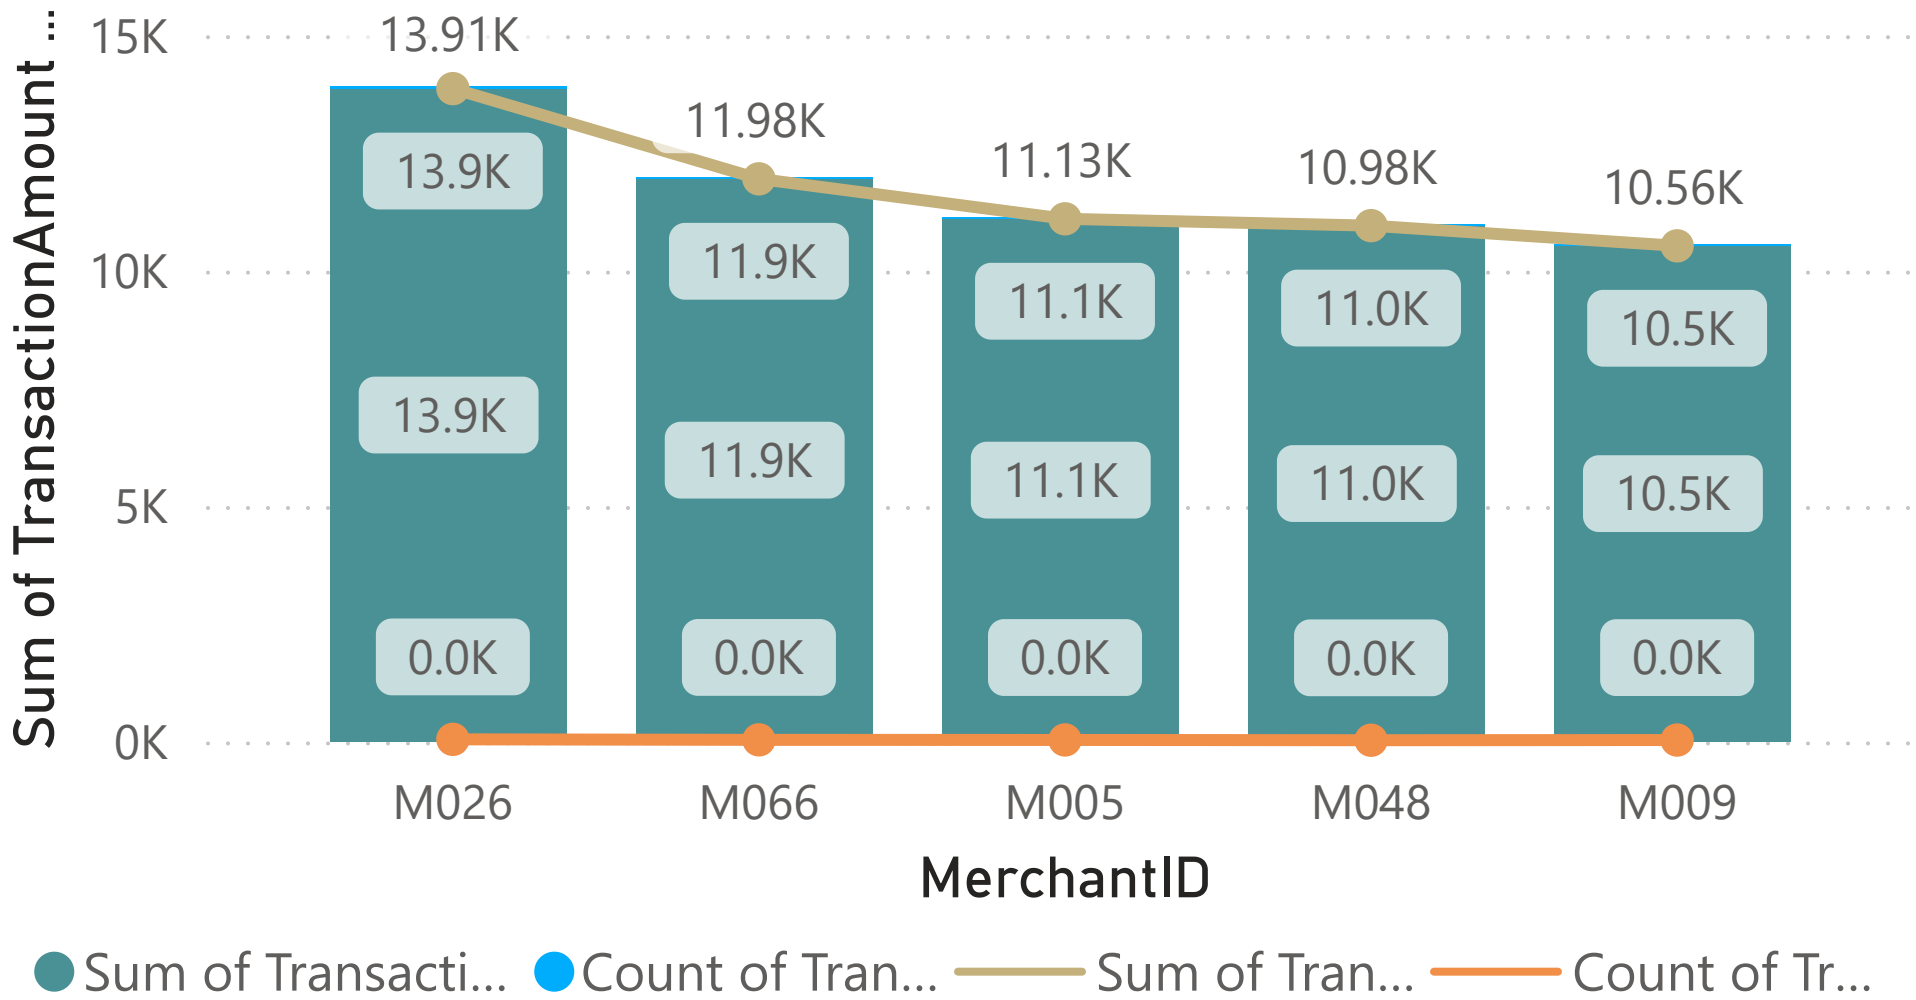 Sum of TransactionAmount ...
15K
10K
5K
0K
13.91K
11.98K
11.13K
10.98K
10.56K
13.9K
11.9K
11.1K
11.0K
10.5K
13.9K
11.9K
11.1K
11.0K
10.5K
0.0K
0.0K
0.0K
0.0K
0.0K
M026
M066
M005
M048
M009
MerchantID
Sum of Transacti... Count of Tran... Sum of Tran... Count of Tr...